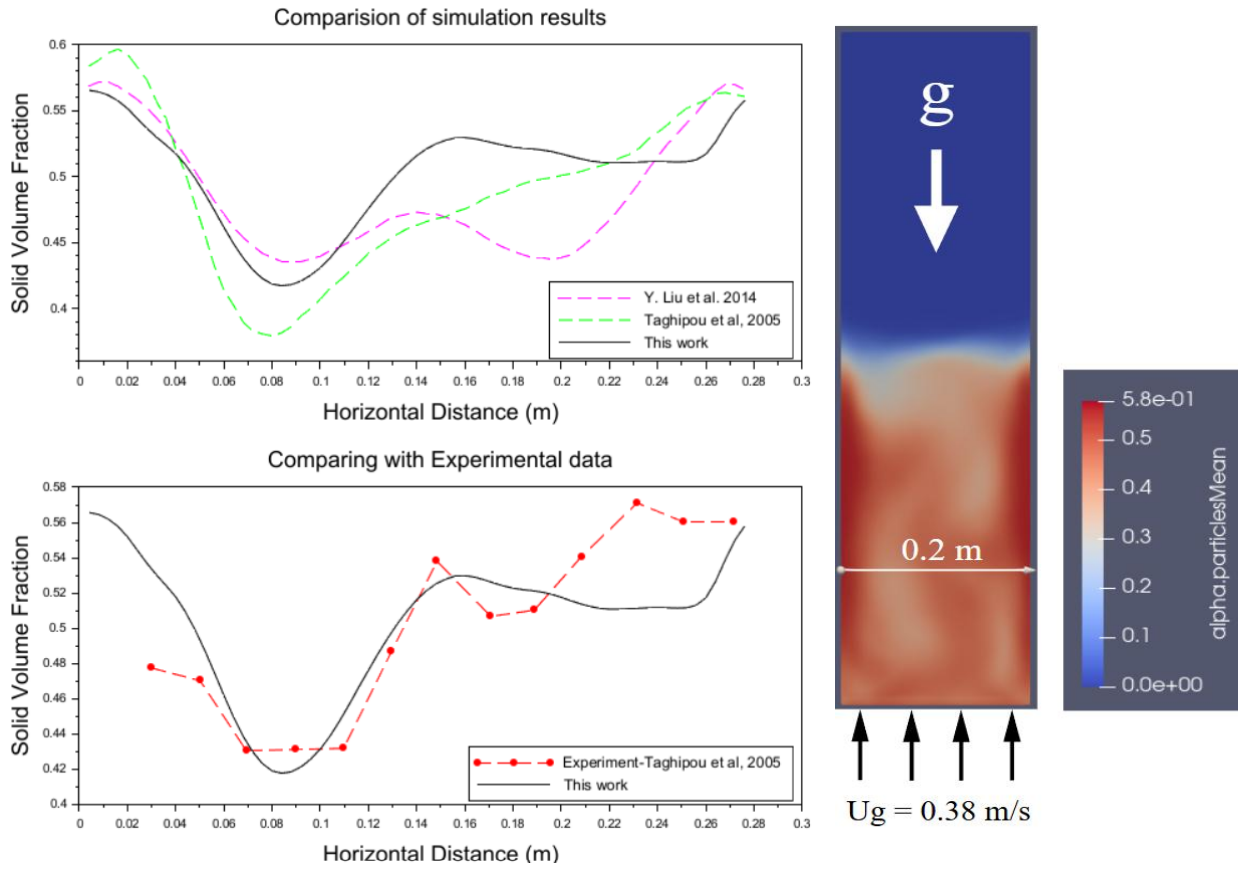 Comparision of simulation results
Solid Volume Fraction
0.6
0.55
0.5
0.45
0.4
0 0.02 0.04 0.06 0.08 0.1 0.12 0.14 0.16 0.18 0.2 0.22 0.24 0.26 0.28 0.3
Horizontal Distance (m)
Y. Liu et al. 2014
Taghipou et al, 2005
This work
Comparing with Experimental data
Solid Volume Fraction
0.58
0.56
0.54
0.52
0.5
0.48
0.46
0.44
0.42
0.4
0 0.02 0.04 0.06 0.08 0.1 0.12 0.14 0.16 0.18 0.2 0.22 0.24 0.26 0.28 0.3
Horizontal Distance (m)
Experiment-Taghipou et al, 2005
This work
g
0.2 m
Ug = 0.38 m/s
5.8e-01
0.5
0.4
0.3
0.2
0.1
0.0e+00
alpha.particlesMean